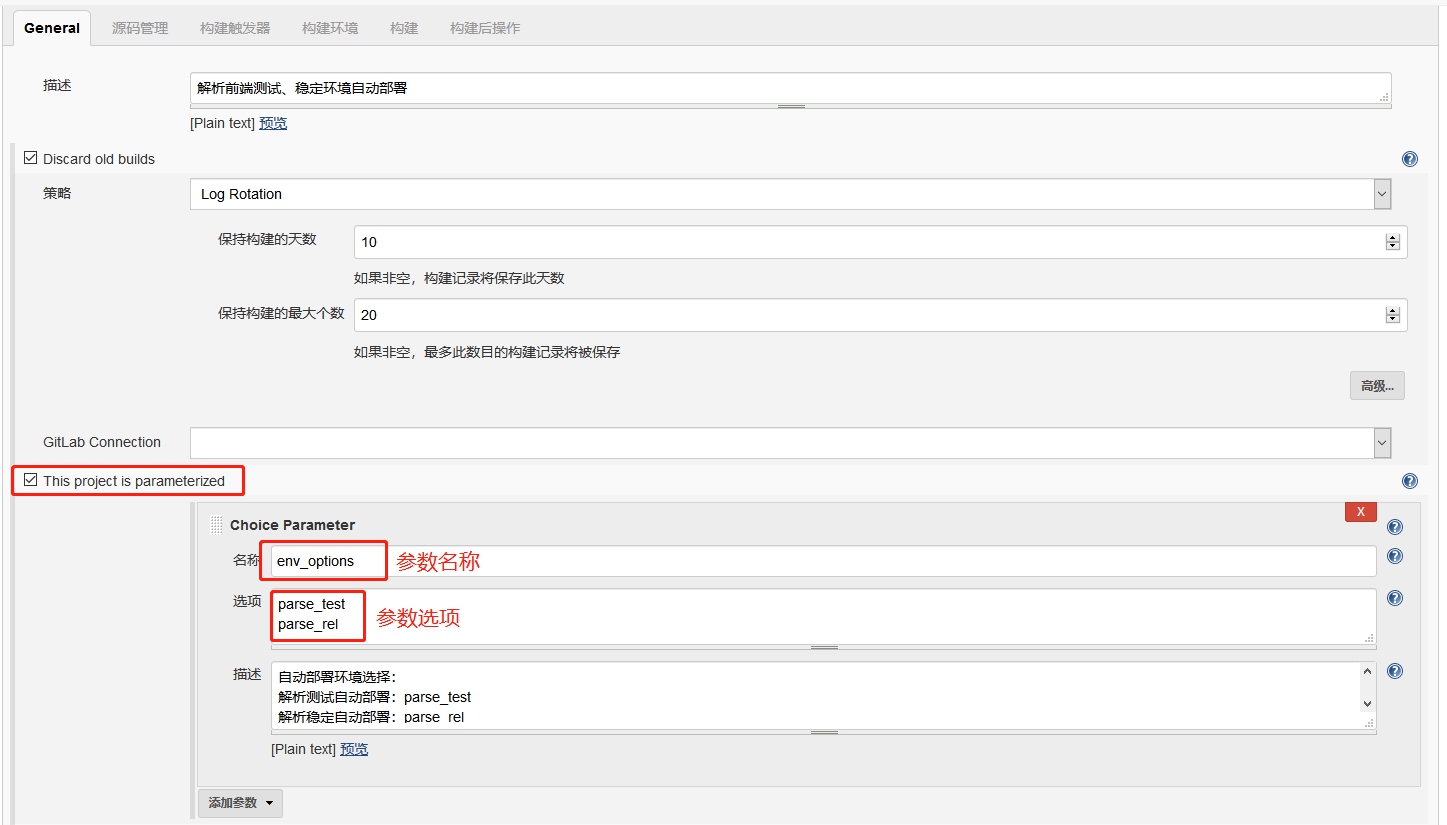 General 源码管理 构建触发器 构建环境 构建 构建后操作
描述 解析前端测试、稳定环境自动部署
[Plain text] 预览
Discard old builds
策略 Log Rotation
保持构建的天数 10
如果非空，构建记录将保存此天数
保持构建的最大个数 20
如果非空，最多此数目的构建记录将被保存
高级...
GitLab Connection
This project is parameterized
X
Choice Parameter
名称 env_options 参数名称
选项 parse_test
parse_rel
参数选项
描述 自动部署环境选择：
解析测试自动部署：parse_test
解析稳定自动部署：parse_rel
[Plain text] 预览
添加参数